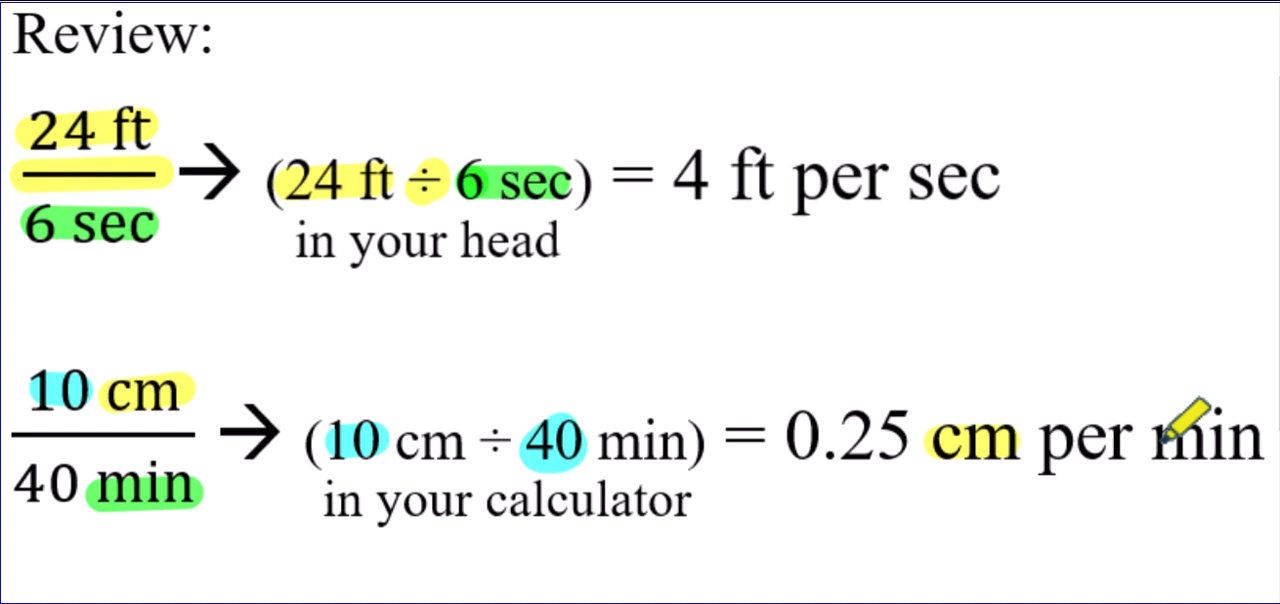 Review:
24 ft
6 sec
→ (24 ft ÷ 6 sec) = 4 ft per sec
in your head
10 cm
40 min
→ (10 cm ÷ 40 min) = 0.25 cm per min
in your calculator